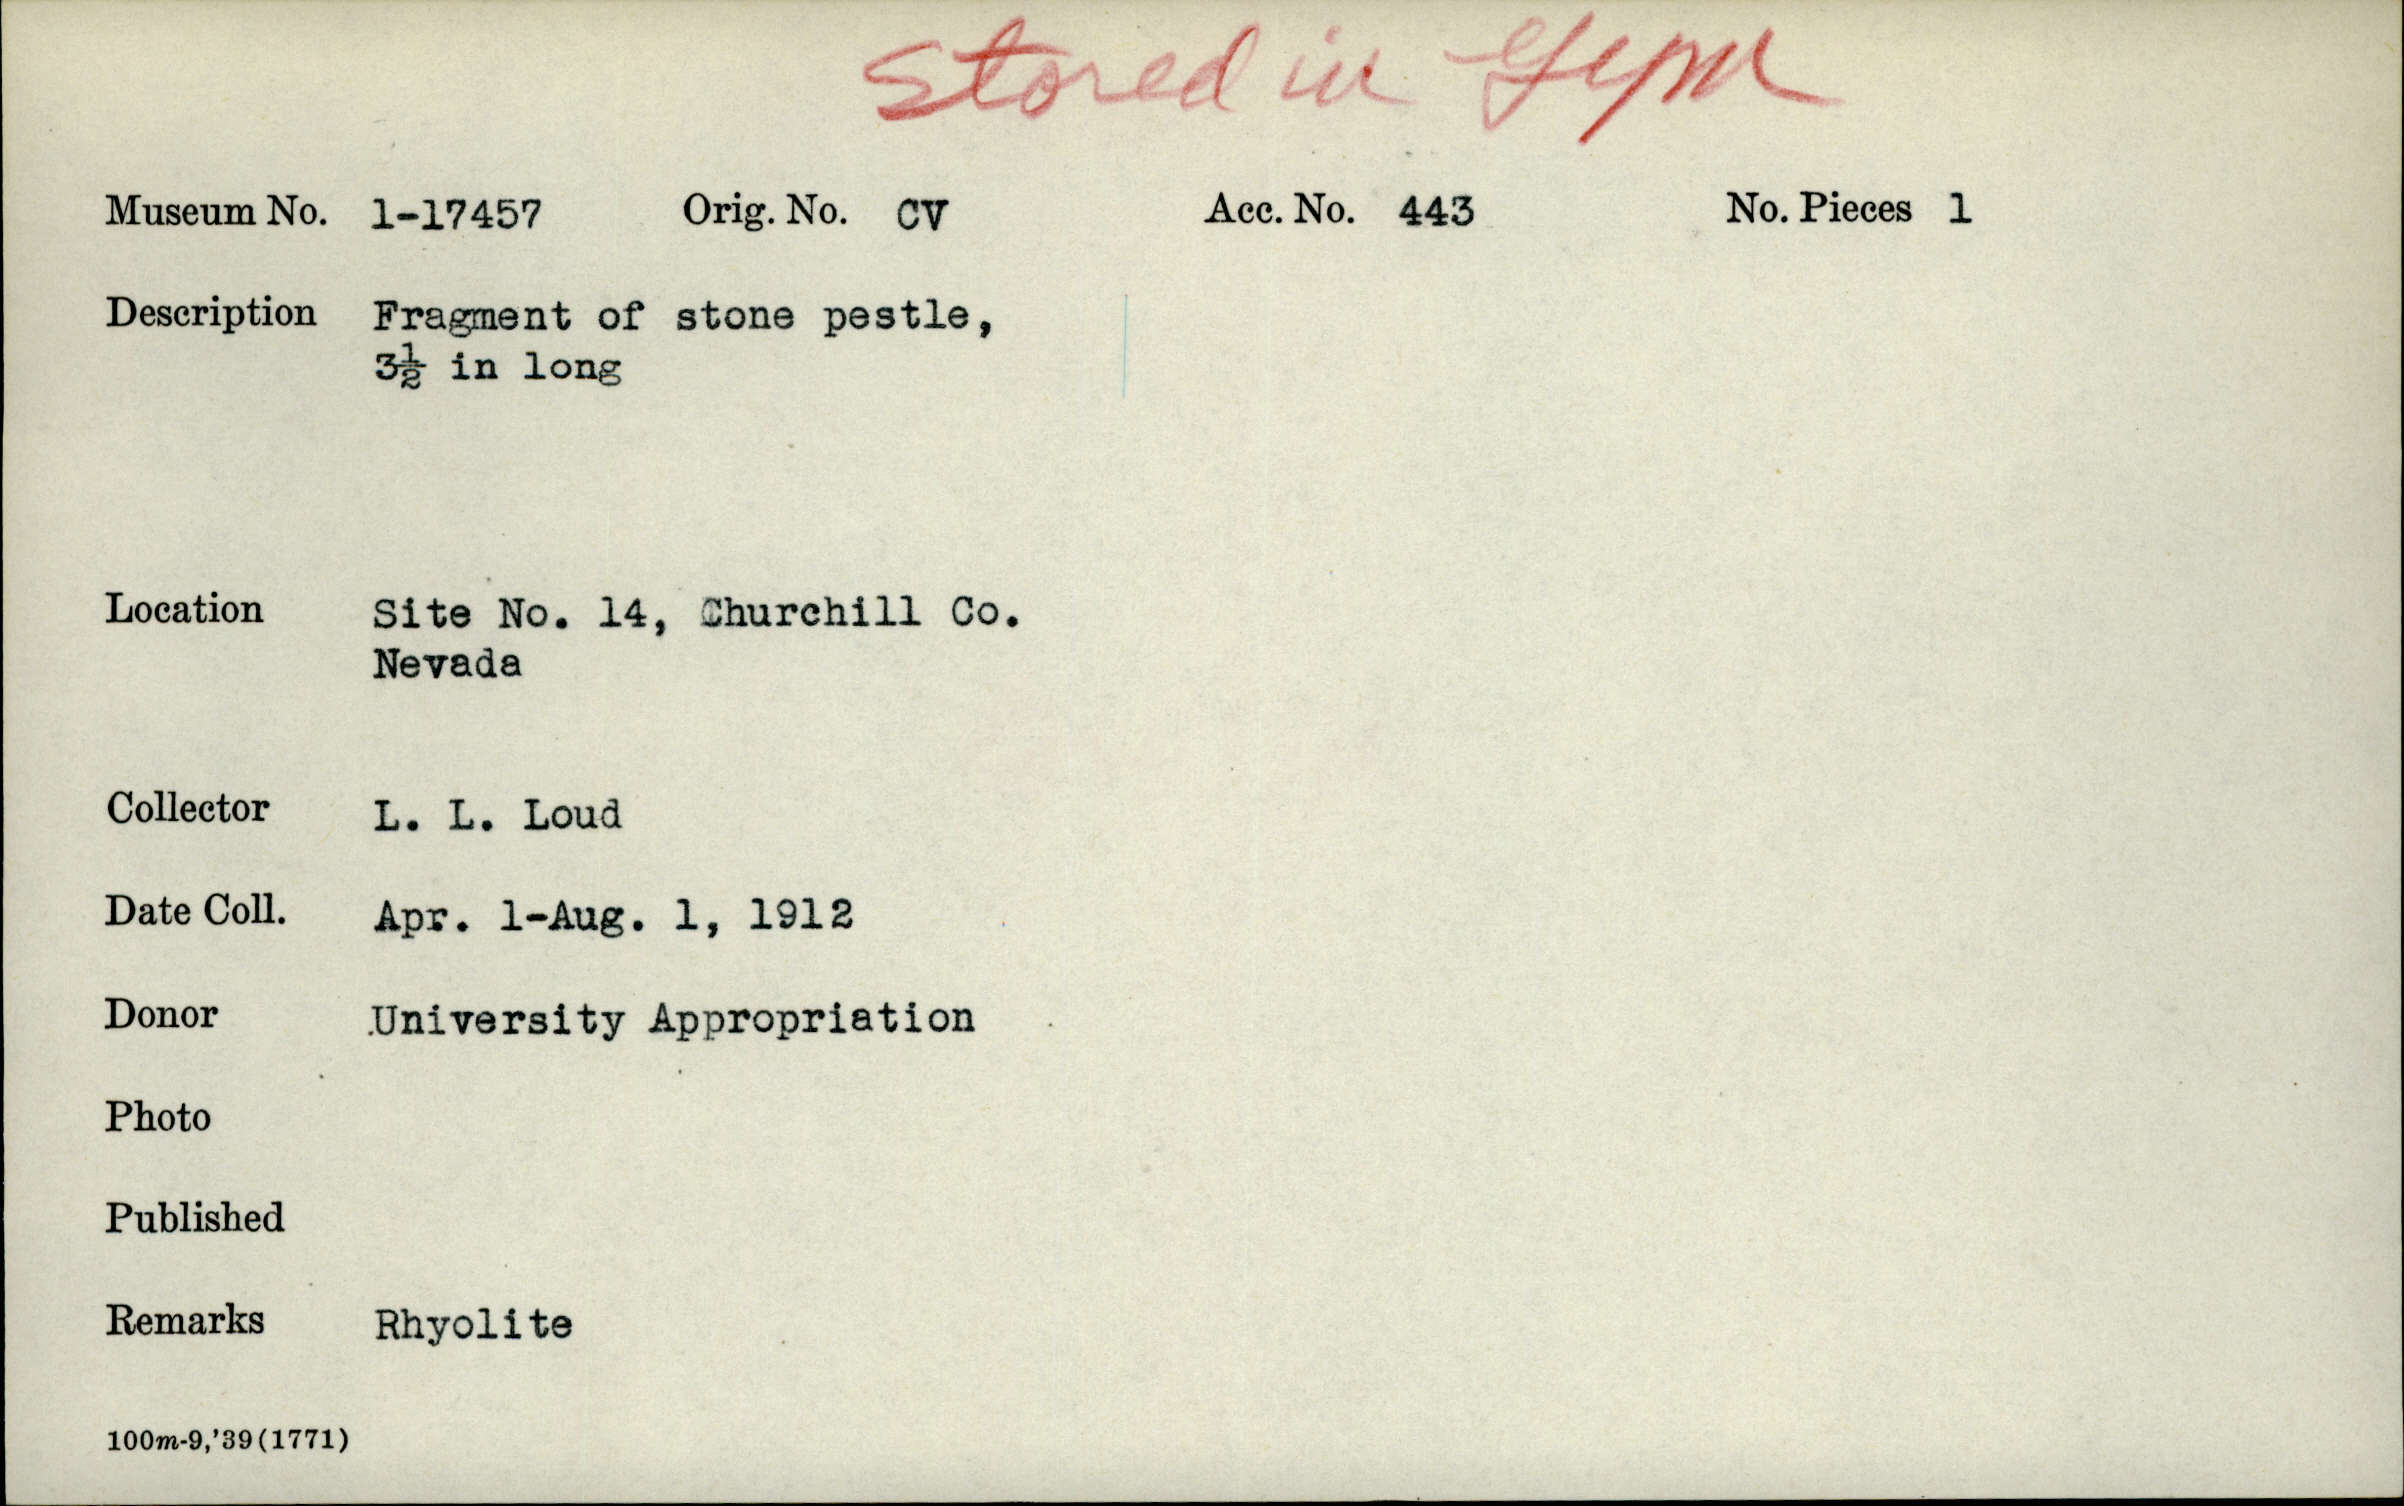 stored in Gym
Museum No. 1-17457 Orig. No. CV Acc. No. 443 No. Pieces 1
Description Fragment of stone pestle,
3½ in long
Location Site No. 14, Churchill Co.
Nevada
Collector L. L. Loud
Date Coll. Apr. 1-Aug. 1, 1912
Donor University Appropriation
Photo
Published
Remarks Rhyolite
100m-9,'39(1771)